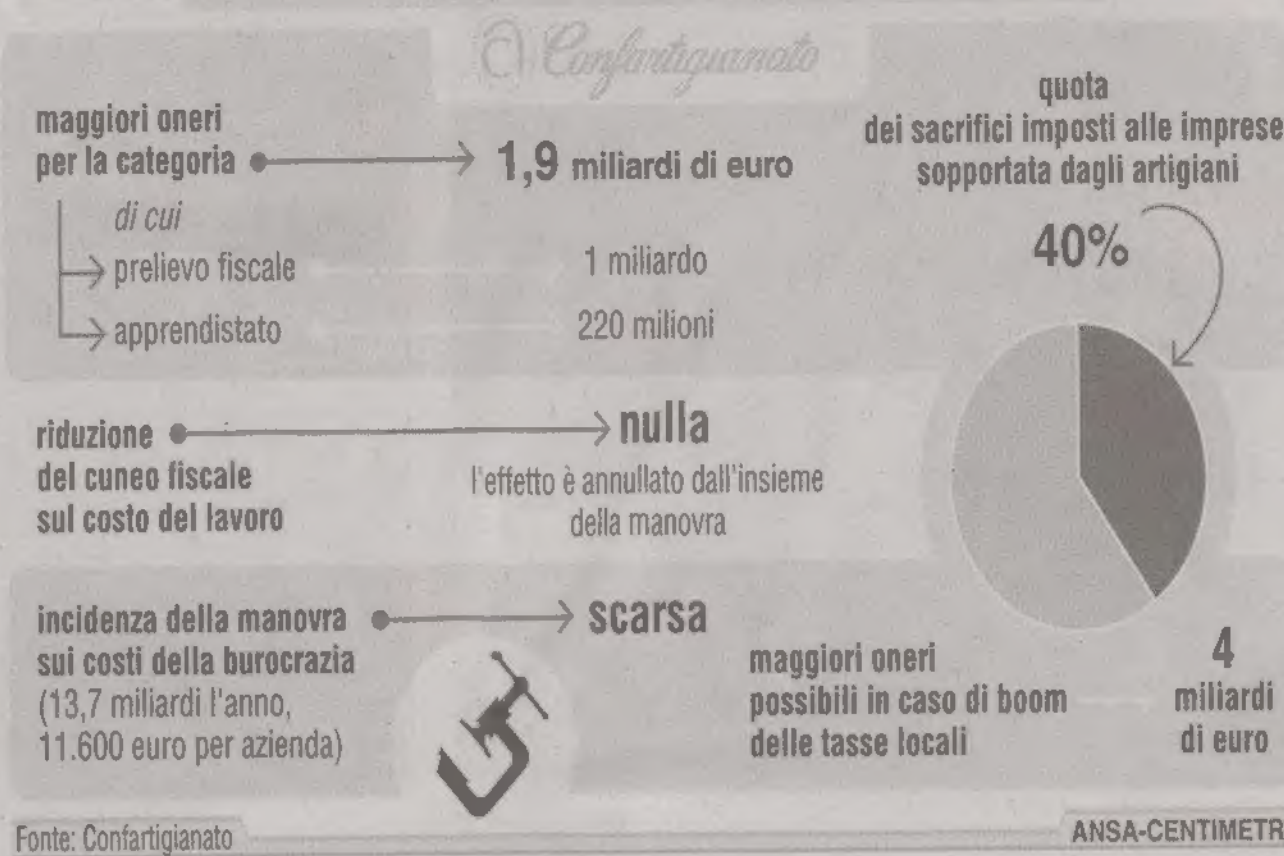 Confartigianato
maggiori oneri
per la categoria
1,9 miliardi di euro
di cui
prelievo fiscale
1 miliardo
apprendistato
220 milioni
quota
dei sacrifici imposti alle imprese
sopportata dagli artigiani
40%
riduzione
del cuneo fiscale
sul costo del lavoro
nulla
l'effetto è annullato dall'insieme
della manovra
incidenza della manovra
sui costi della burocrazia
(13,7 miliardi l'anno,
11.600 euro per azienda)
scarsa
maggiori oneri
possibili in caso di boom
delle tasse locali
4
miliardi
di euro
Fonte: Confartigianato
ANSA-CENTIMETR